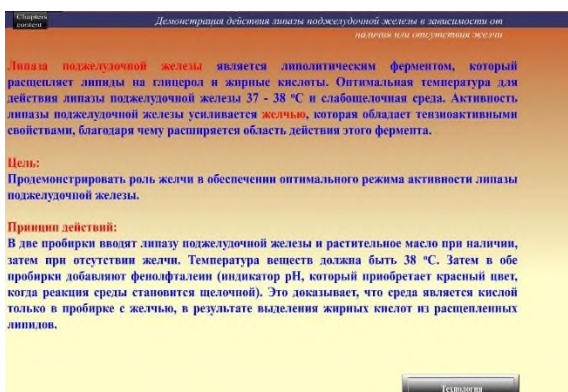 Chapters
content
Демонстрация действия липазы поджелудочной железы в зависимости от
наличия или отсутствия желчи
Липаза поджелудочной железы является липолитическим ферментом, который
расщепляет липиды на глицерол и жирные кислоты. Оптимальная температура для
действия липазы поджелудочной железы 37 - 38 °C и слабощелочная среда. Активность
липазы поджелудочной железы усиливается желчью, которая обладает тензиоактивными
свойствами, благодаря чему расширяется область действия этого фермента.
Цель:
Продемонстрировать роль желчи в обеспечении оптимального режима активности липазы
поджелудочной железы.
Принцип действий:
В две пробирки вводят липазу поджелудочной железы и растительное масло при наличии,
затем при отсутствии желчи. Температура веществ должна быть 38 °C. Затем в обе
пробирки добавляют фенолфталеин (индикатор pH, который приобретает красный цвет,
когда реакция среды становится щелочной). Это доказывает, что среда является кислой
только в пробирке с желчью, в результате выделения жирных кислот из расщепленных
липидов.
Технология